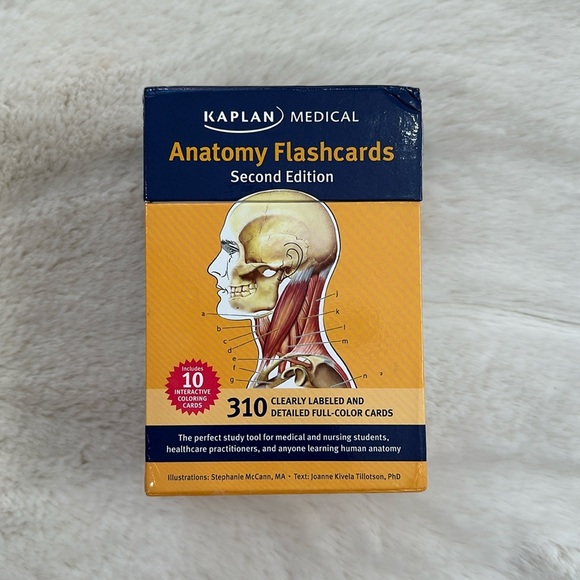 KAPLAN MEDICAL
Anatomy Flashcards
Second Edition
a
b
c
d
e
f
g
j
k
l
m
n
Includes
10
INTERACTIVE
COLORING
CARDS
310 CLEARLY LABELED AND
DETAILED FULL-COLOR CARDS
The perfect study tool for medical and nursing students,
healthcare practitioners, and anyone learning human anatomy
Illustrations: Stephanie McCann, MA • Text: Joanne Kivela Tillotson, PhD